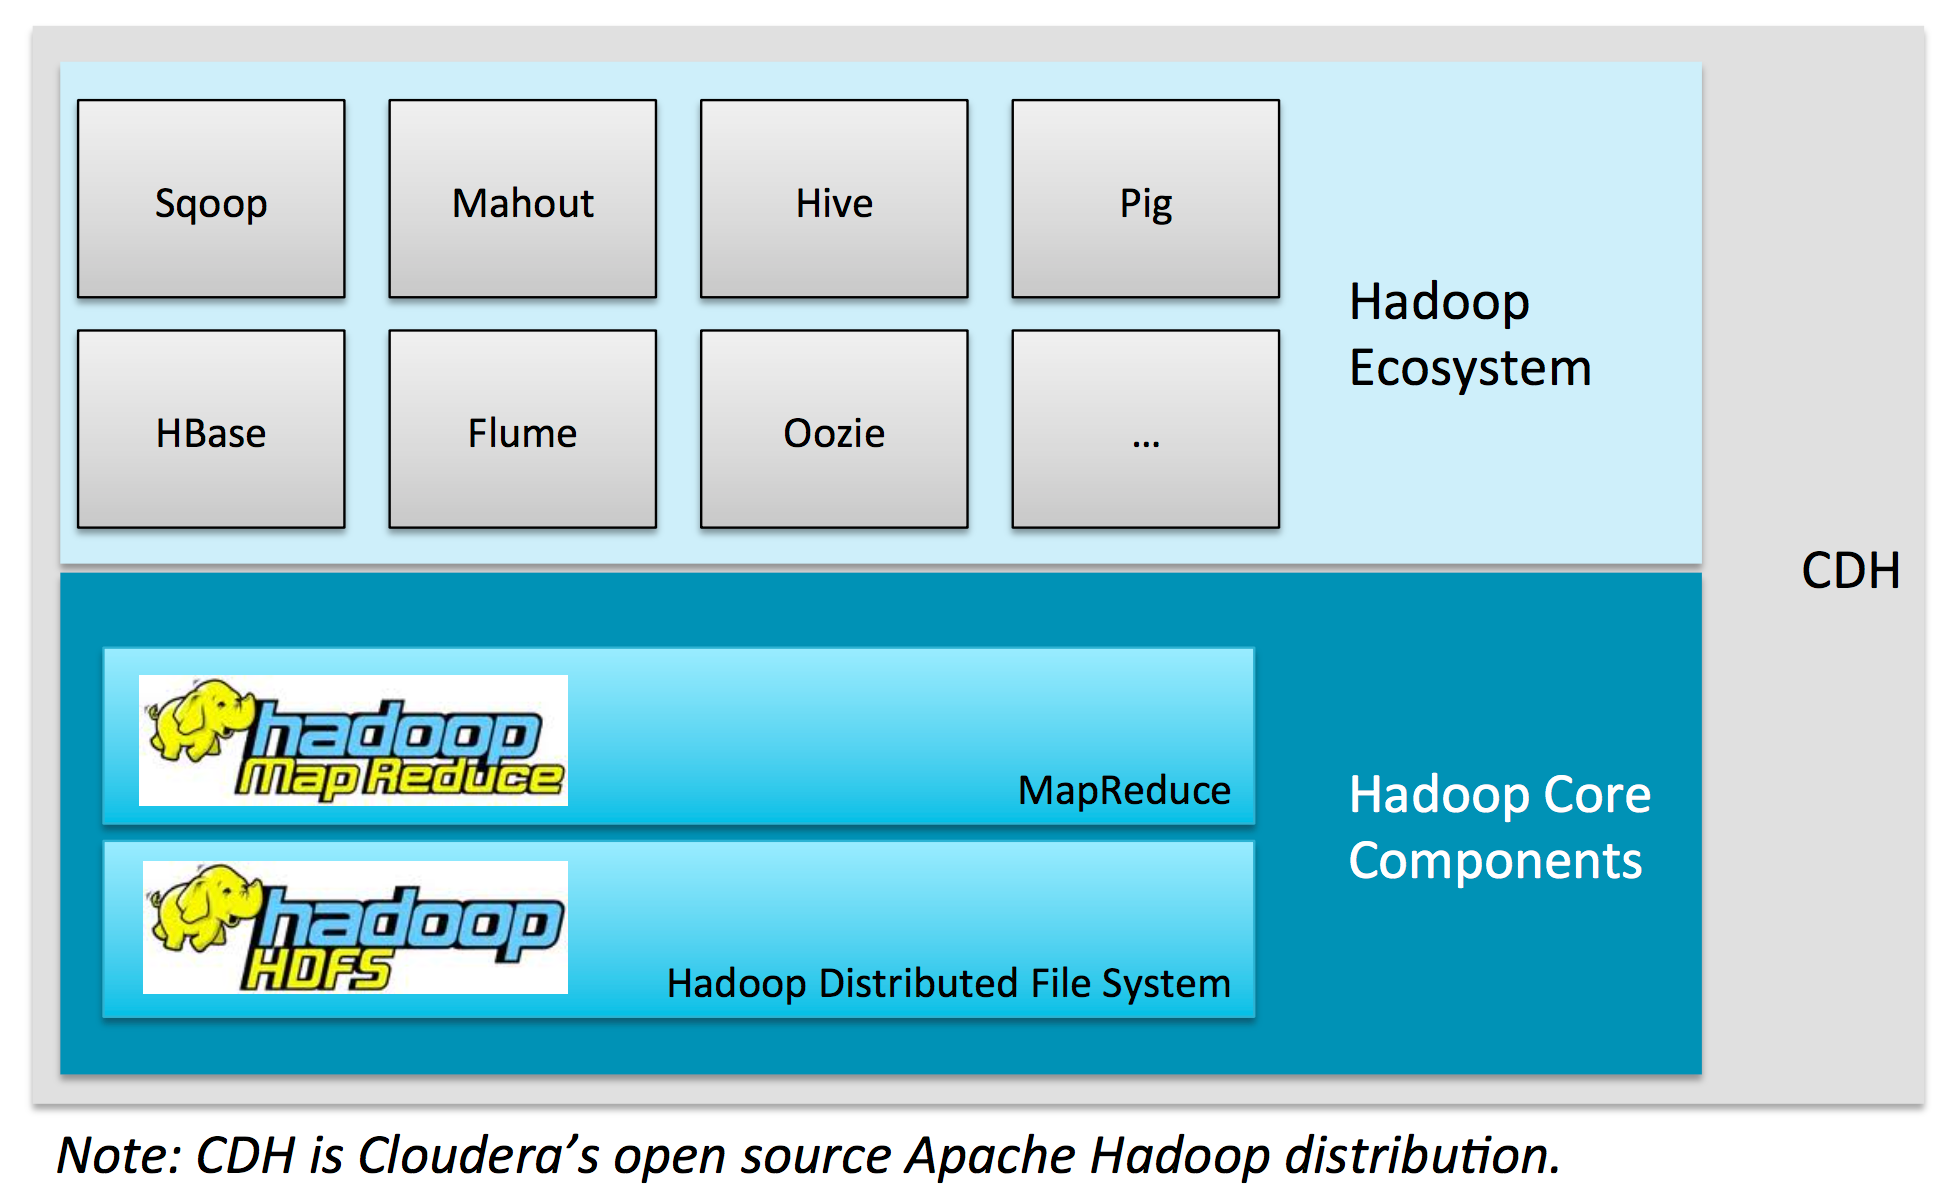 Sqoop
Mahout
Hive
Pig
HBase
Flume
Oozie
...
Hadoop
Ecosystem
CDH
hadoop
Map Reduce
MapReduce
hadoop
HDFS
Hadoop Distributed File System
Hadoop Core
Components
Note: CDH is Cloudera’s open source Apache Hadoop distribution.